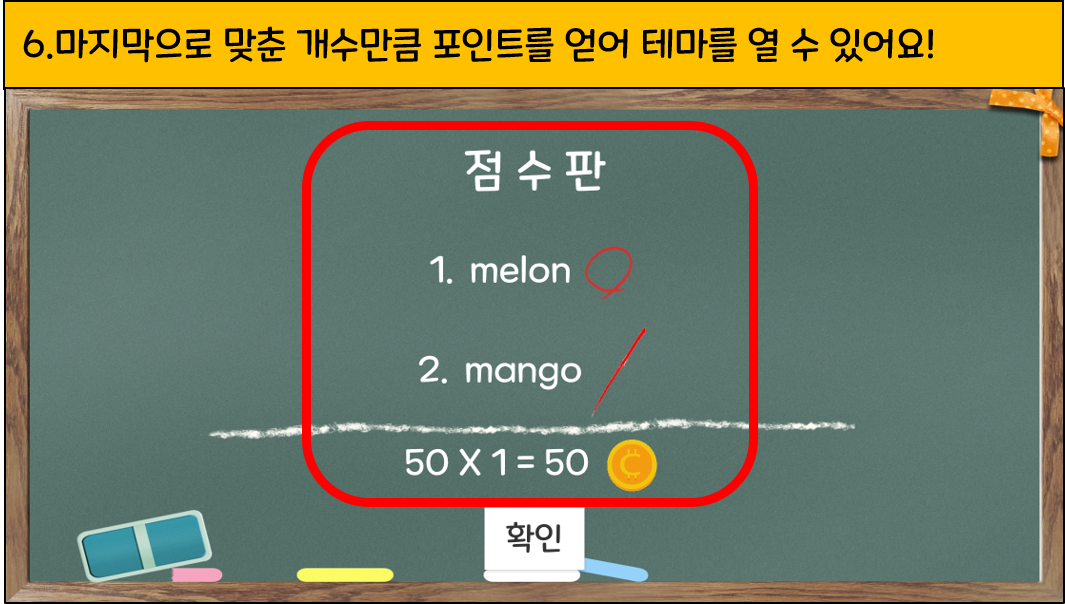 6.마지막으로 맞춘 개수만큼 포인트를 얻어 테마를 열 수 있어요!
점 수 판
1. melon
2. mango
50 X 1 = 50
확인